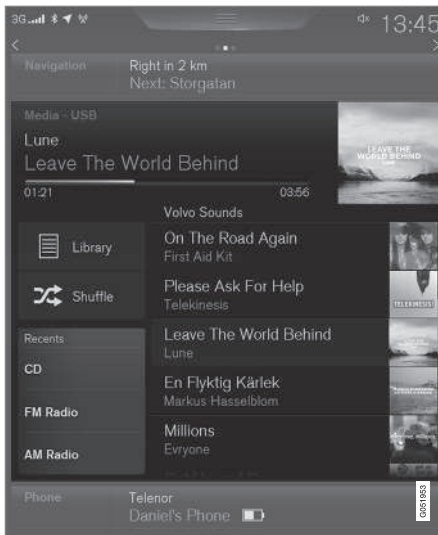 3G
13:45
Navigation
Right in 2 km
Next: Storgatan
Media - USB
Lune
Leave The World Behind
01:21
03:56
LEAVE THE
WORLD BEHIND
Volvo Sounds
Library
Shuffle
On The Road Again
First Aid Kit
Please Ask For Help
Telekinesis
TELEKINESIS!
Leave The World Behind
Lune
En Flyktig Kärlek
Markus Hasselblom
Millions
Evryone
Recents
CD
FM Radio
AM Radio
Phone
Telenor
Daniel's Phone
G051953